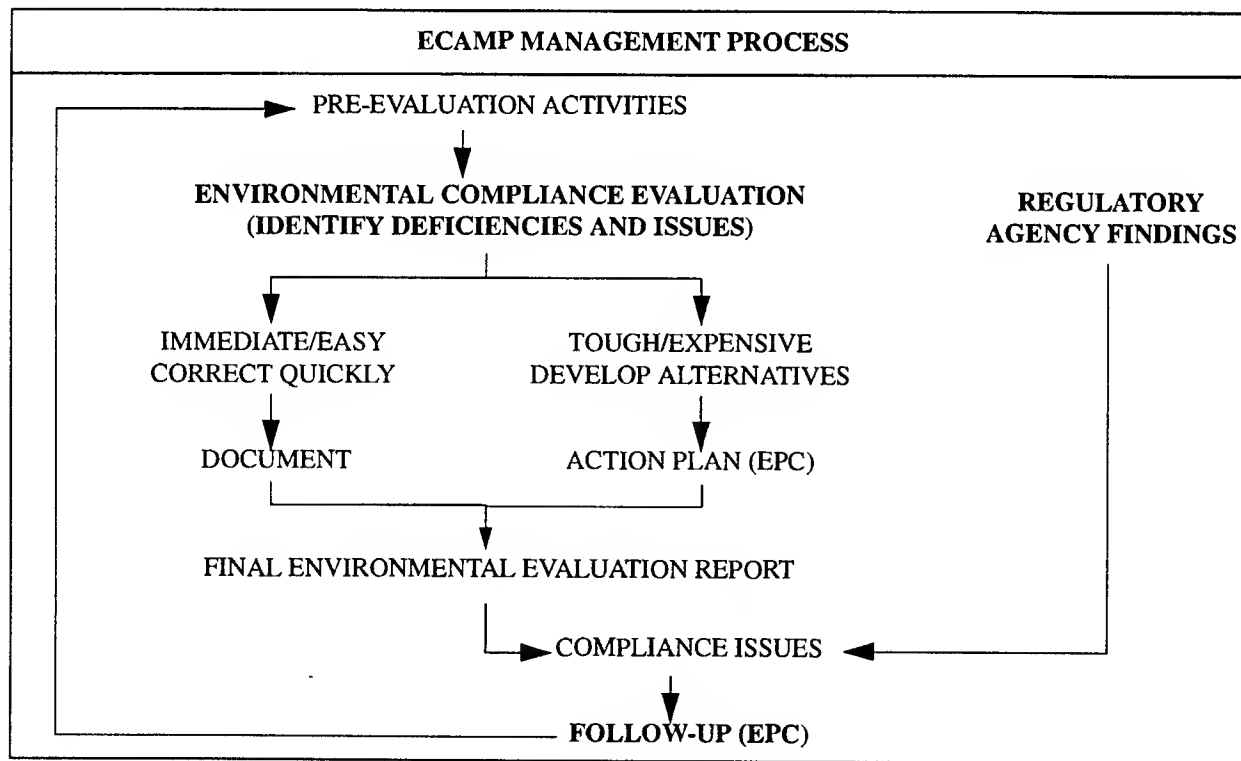 ECAMP MANAGEMENT PROCESS
PRE-EVALUATION ACTIVITIES
ENVIRONMENTAL COMPLIANCE EVALUATION
(IDENTIFY DEFICIENCIES AND ISSUES)
REGULATORY
AGENCY FINDINGS
IMMEDIATE/EASY
CORRECT QUICKLY
TOUGH/EXPENSIVE
DEVELOP ALTERNATIVES
DOCUMENT
ACTION PLAN (EPC)
FINAL ENVIRONMENTAL EVALUATION REPORT
COMPLIANCE ISSUES
FOLLOW-UP (EPC)